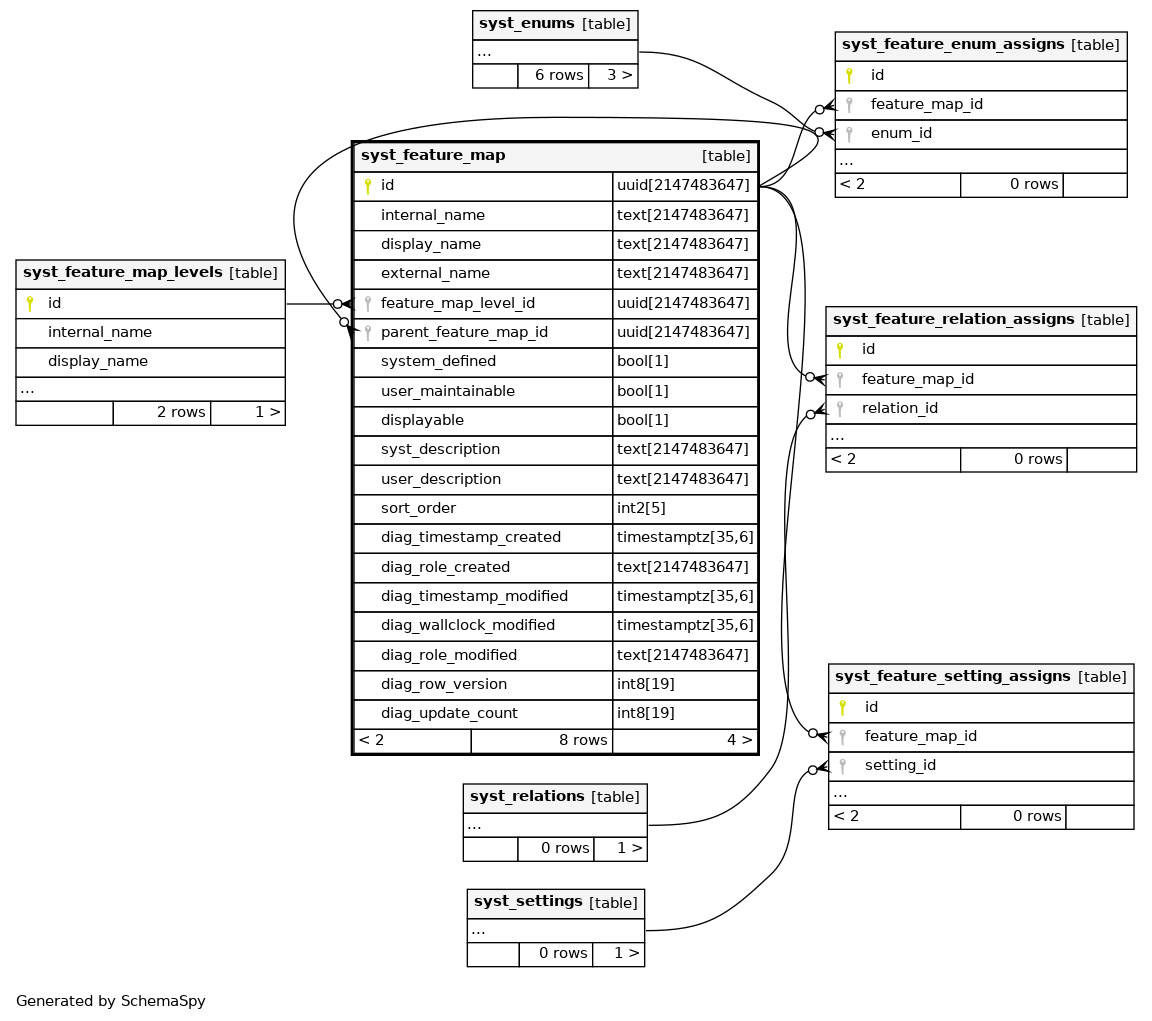 syst_enums [table]
...
6 rows 3 >
syst_feature_enum_assigns [table]
id
feature_map_id
enum_id
...
< 2 0 rows
syst_feature_map [table]
id uuid[2147483647]
internal_name text[2147483647]
display_name text[2147483647]
external_name text[2147483647]
feature_map_level_id uuid[2147483647]
parent_feature_map_id uuid[2147483647]
system_defined bool[1]
user_maintainable bool[1]
displayable bool[1]
syst_description text[2147483647]
user_description text[2147483647]
sort_order int2[5]
diag_timestamp_created timestamptz[35,6]
diag_role_created text[2147483647]
diag_timestamp_modified timestamptz[35,6]
diag_wallclock_modified timestamptz[35,6]
diag_role_modified text[2147483647]
diag_row_version int8[19]
diag_update_count int8[19]
< 2 8 rows 4 >
syst_feature_map_levels [table]
id
internal_name
display_name
...
2 rows 1 >
syst_feature_relation_assigns [table]
id
feature_map_id
relation_id
...
< 2 0 rows
syst_feature_setting_assigns [table]
id
feature_map_id
setting_id
...
< 2 0 rows
syst_relations [table]
...
0 rows 1 >
syst_settings [table]
...
0 rows 1 >
Generated by SchemaSpy